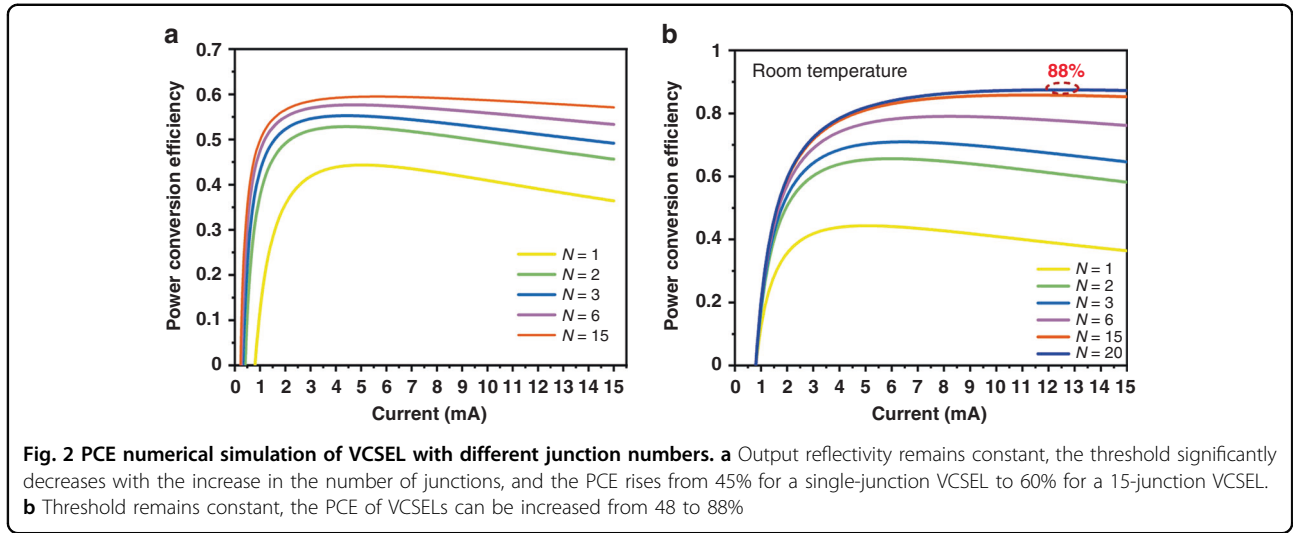 a
0.7
0.6
0.5
0.4
0.3
0.2
0.1
0
Power conversion efficiency
0 1 2 3 4 5 6 7 8 9 10 11 12 13 14 15
Current (mA)
N = 1
N = 2
N = 3
N = 6
N = 15
b
1
0.8
0.6
0.4
0.2
0
Power conversion efficiency
Room temperature
88%
0 1 2 3 4 5 6 7 8 9 10 11 12 13 14 15
Current (mA)
N = 1
N = 2
N = 3
N = 6
N = 15
N = 20
Fig. 2 PCE numerical simulation of VCSEL with different junction numbers. a Output reflectivity remains constant, the threshold significantly
decreases with the increase in the number of junctions, and the PCE rises from 45% for a single-junction VCSEL to 60% for a 15-junction VCSEL.
b Threshold remains constant, the PCE of VCSELs can be increased from 48 to 88%